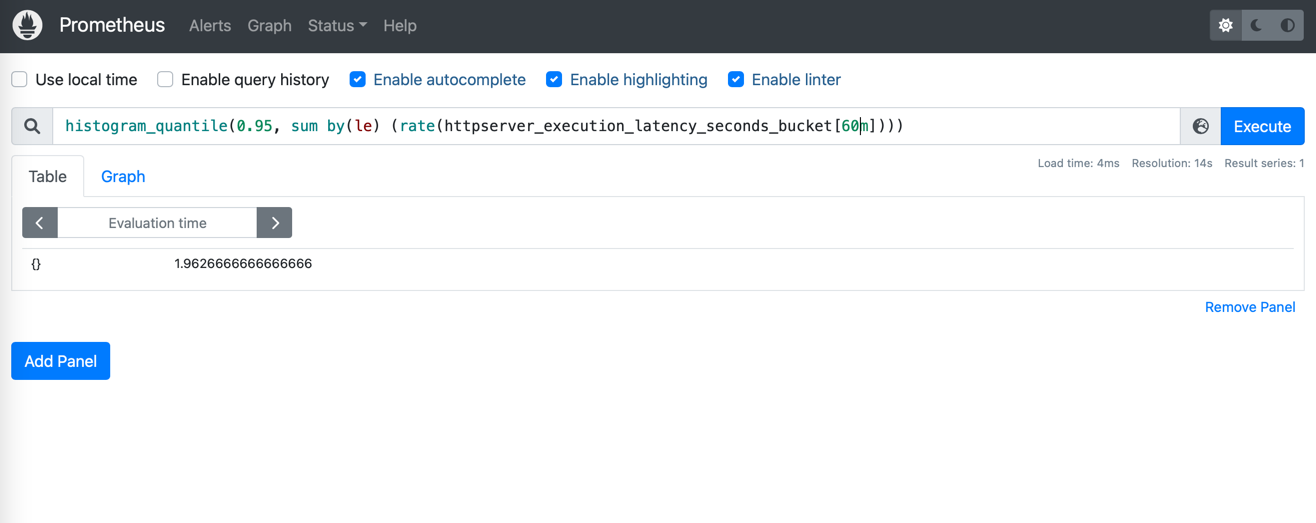 Prometheus Alerts Graph Status Help
Use local time Enable query history Enable autocomplete Enable highlighting Enable linter
histogram_quantile(0.95, sum by(le) (rate(httpserver_execution_latency_seconds_bucket[60m]))) Execute
Load time: 4ms Resolution: 14s Result series: 1
Table Graph
Evaluation time
{} 1.9626666666666666
Remove Panel
Add Panel